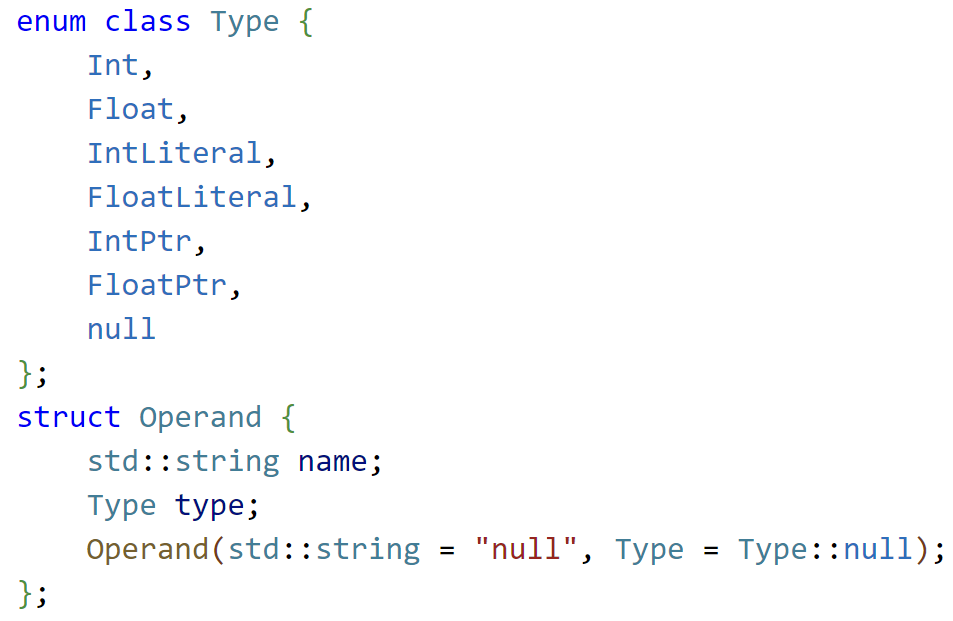 enum class Type {
    Int,
    Float,
    IntLiteral,
    FloatLiteral,
    IntPtr,
    FloatPtr,
    null
};
struct Operand {
    std::string name;
    Type type;
    Operand(std::string = "null", Type = Type::null);
};